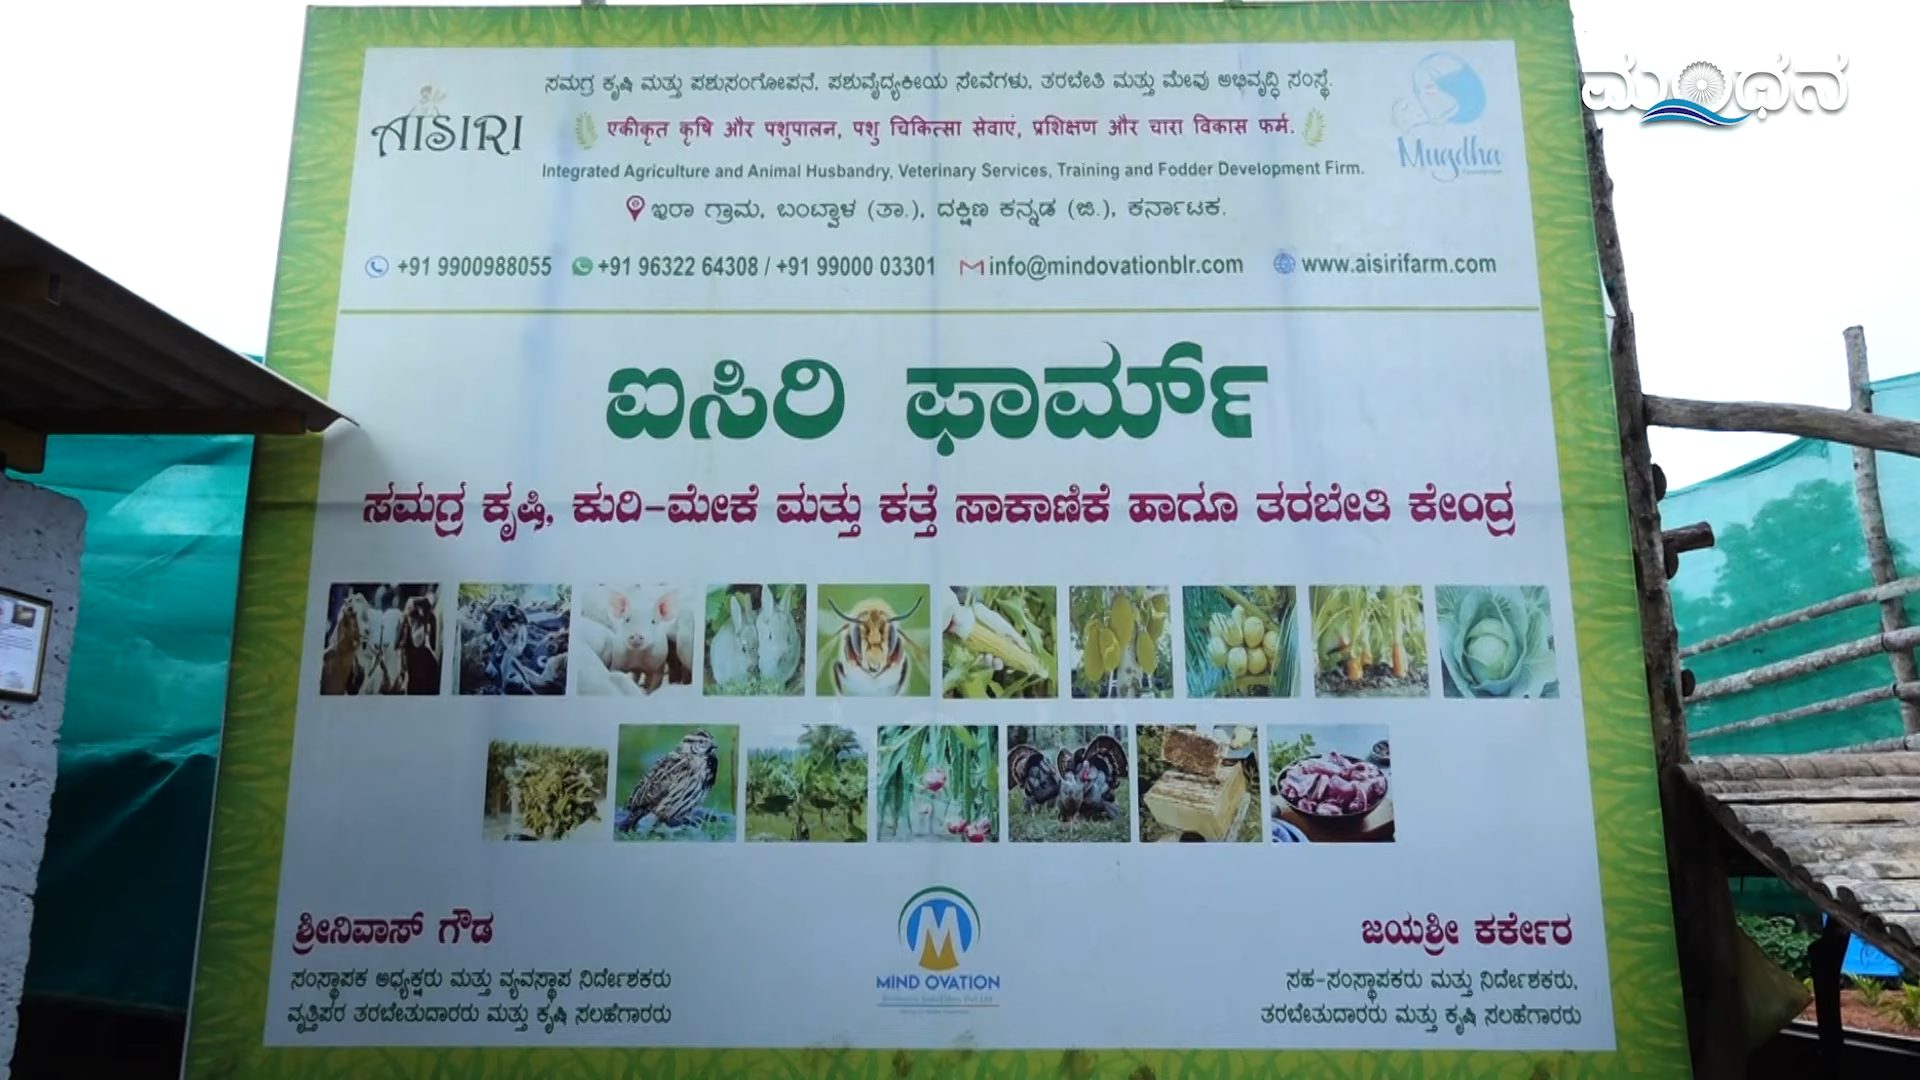 ಮಂಥನ
ಸಮಗ್ರ ಕೃಷಿ ಮತ್ತು ಪಶುಸಂಗೋಪನೆ, ಪಶುವೈದ್ಯಕೀಯ ಸೇವೆಗಳು, ತರಬೇತಿ ಮತ್ತು ಮೇವು ಅಭಿವೃದ್ಧಿ ಸಂಸ್ಥೆ.
AISIRI
एकीकृत कृषि और पशुपालन, पशु चिकित्सा सेवाएं, प्रशिक्षण और चारा विकास फर्म.
Mugdha
Integrated Agriculture and Animal Husbandry, Veterinary Services, Training and Fodder Development Firm.
ಇರಾ ಗ್ರಾಮ, ಬಂಟ್ವಾಳ (ತಾ.), ದಕ್ಷಿಣ ಕನ್ನಡ (ಜಿ.), ಕರ್ನಾಟಕ.
+91 9900988055 +91 96322 64308 / +91 99000 03301 info@mindovationblr.com www.aisirifarm.com
ಐಸಿರಿ ಫಾರ್ಮ್
ಸಮಗ್ರ ಕೃಷಿ, ಕುರಿ-ಮೇಕೆ ಮತ್ತು ಕತ್ತೆ ಸಾಕಾಣಿಕೆ ಹಾಗೂ ತರಬೇತಿ ಕೇಂದ್ರ
ಶ್ರೀನಿವಾಸ್ ಗೌಡ
ಸಂಸ್ಥಾಪಕ ಅಧ್ಯಕ್ಷರು ಮತ್ತು ವ್ಯವಸ್ಥಾಪ ನಿರ್ದೇಶಕರು
ವೃತ್ತಿಪರ ತರಬೇತುದಾರರು ಮತ್ತು ಕೃಷಿ ಸಲಹೆಗಾರರು
MIND OVATION
ಜಯಶ್ರೀ ಕರ್ಕೇರ
ಸಹ-ಸಂಸ್ಥಾಪಕರು ಮತ್ತು ನಿರ್ದೇಶಕರು,
ತರಬೇತುದಾರರು ಮತ್ತು ಕೃಷಿ ಸಲಹೆಗಾರರು